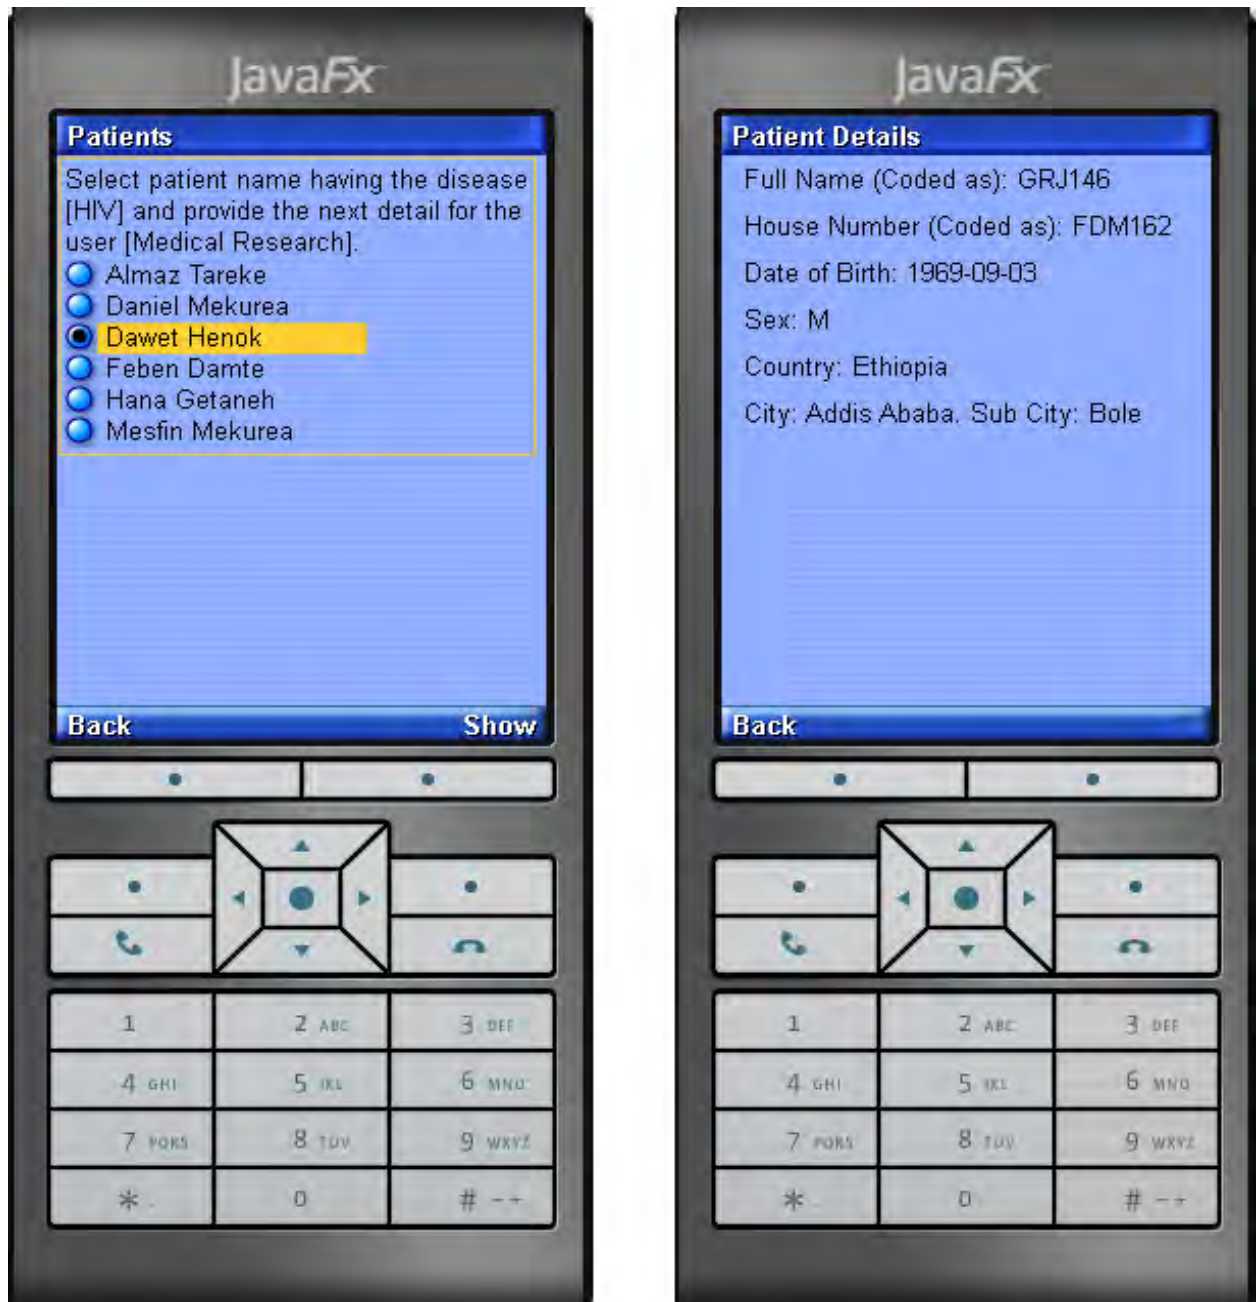 JavaFx
Patients
Select patient name having the disease
[HIV] and provide the next detail for the
user [Medical Research].
Almaz Tareke
Daniel Mekurea
Dawet Henok
Feben Damte
Hana Getaneh
Mesfin Mekurea
Back Show
1 2 ABC 3 DEF
4 GHI 5 JKL 6 MNO
7 PQRS 8 TUV 9 WXYZ
* . 0 # -+
JavaFx
Patient Details
Full Name (Coded as): GRJ146
House Number (Coded as): FDM162
Date of Birth: 1969-09-03
Sex: M
Country: Ethiopia
City: Addis Ababa. Sub City: Bole
Back
1 2 ABC 3 DEF
4 GHI 5 JKL 6 MNO
7 PQRS 8 TUV 9 WXYZ
* . 0 # -+